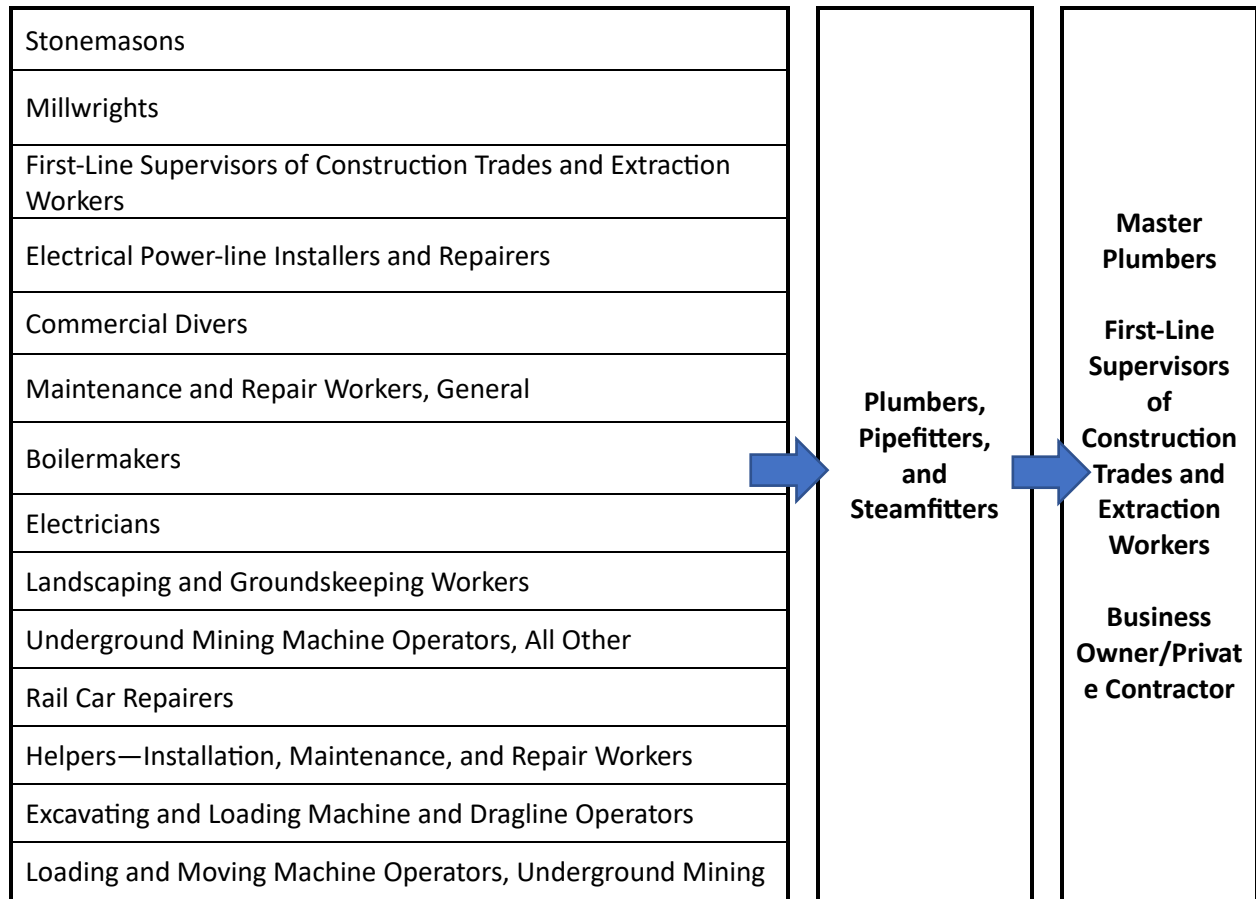 Stonemasons
Millwrights
First-Line Supervisors of Construction Trades and Extraction
Workers
Electrical Power-line Installers and Repairers
Commercial Divers
Maintenance and Repair Workers, General
Boilermakers
Electricians
Landscaping and Groundskeeping Workers
Underground Mining Machine Operators, All Other
Rail Car Repairers
Helpers—Installation, Maintenance, and Repair Workers
Excavating and Loading Machine and Dragline Operators
Loading and Moving Machine Operators, Underground Mining
Plumbers,
Pipefitters,
and
Steamfitters
Master
Plumbers
First-Line
Supervisors
of
Construction
Trades and
Extraction
Workers
Business
Owner/Privat
e Contractor